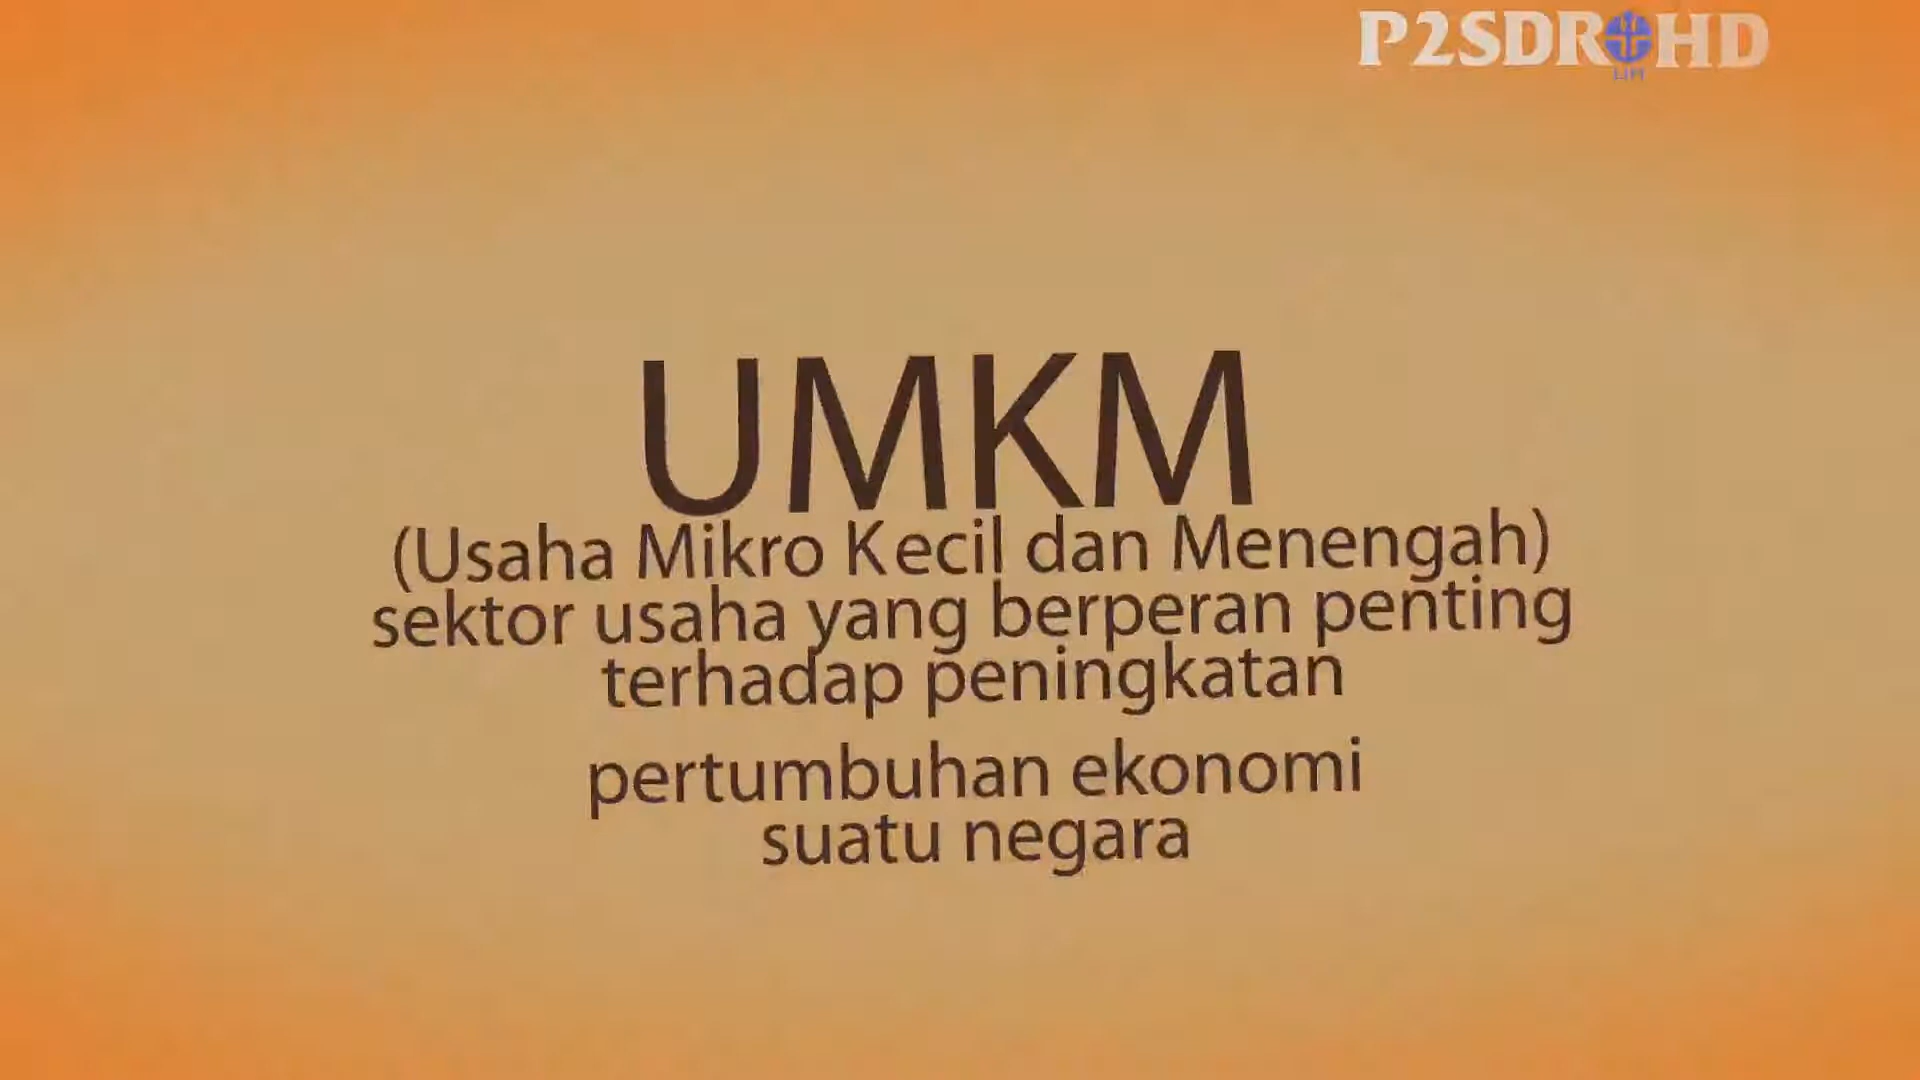 P2SDR HD
LIPI
UMKM
(Usaha Mikro Kecil dan Menengah)
sektor usaha yang berperan penting
terhadap peningkatan
pertumbuhan ekonomi
suatu negara